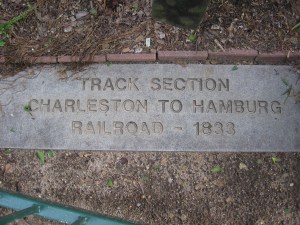 TRACK SECTION
CHARLESTON TO HAMBURG
RAILROAD - 1833